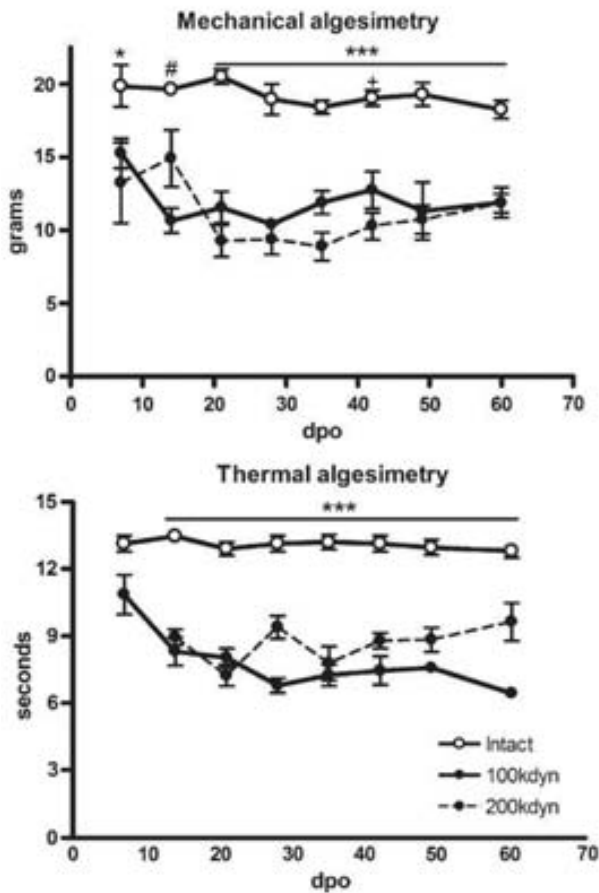 Mechanical algesimetry
***
* # +
20
15
10
5
0
grams
0 10 20 30 40 50 60 70
dpo
Thermal algesimetry
***
15
12
9
6
3
0
seconds
Intact
100kdyn
200kdyn
0 10 20 30 40 50 60 70
dpo